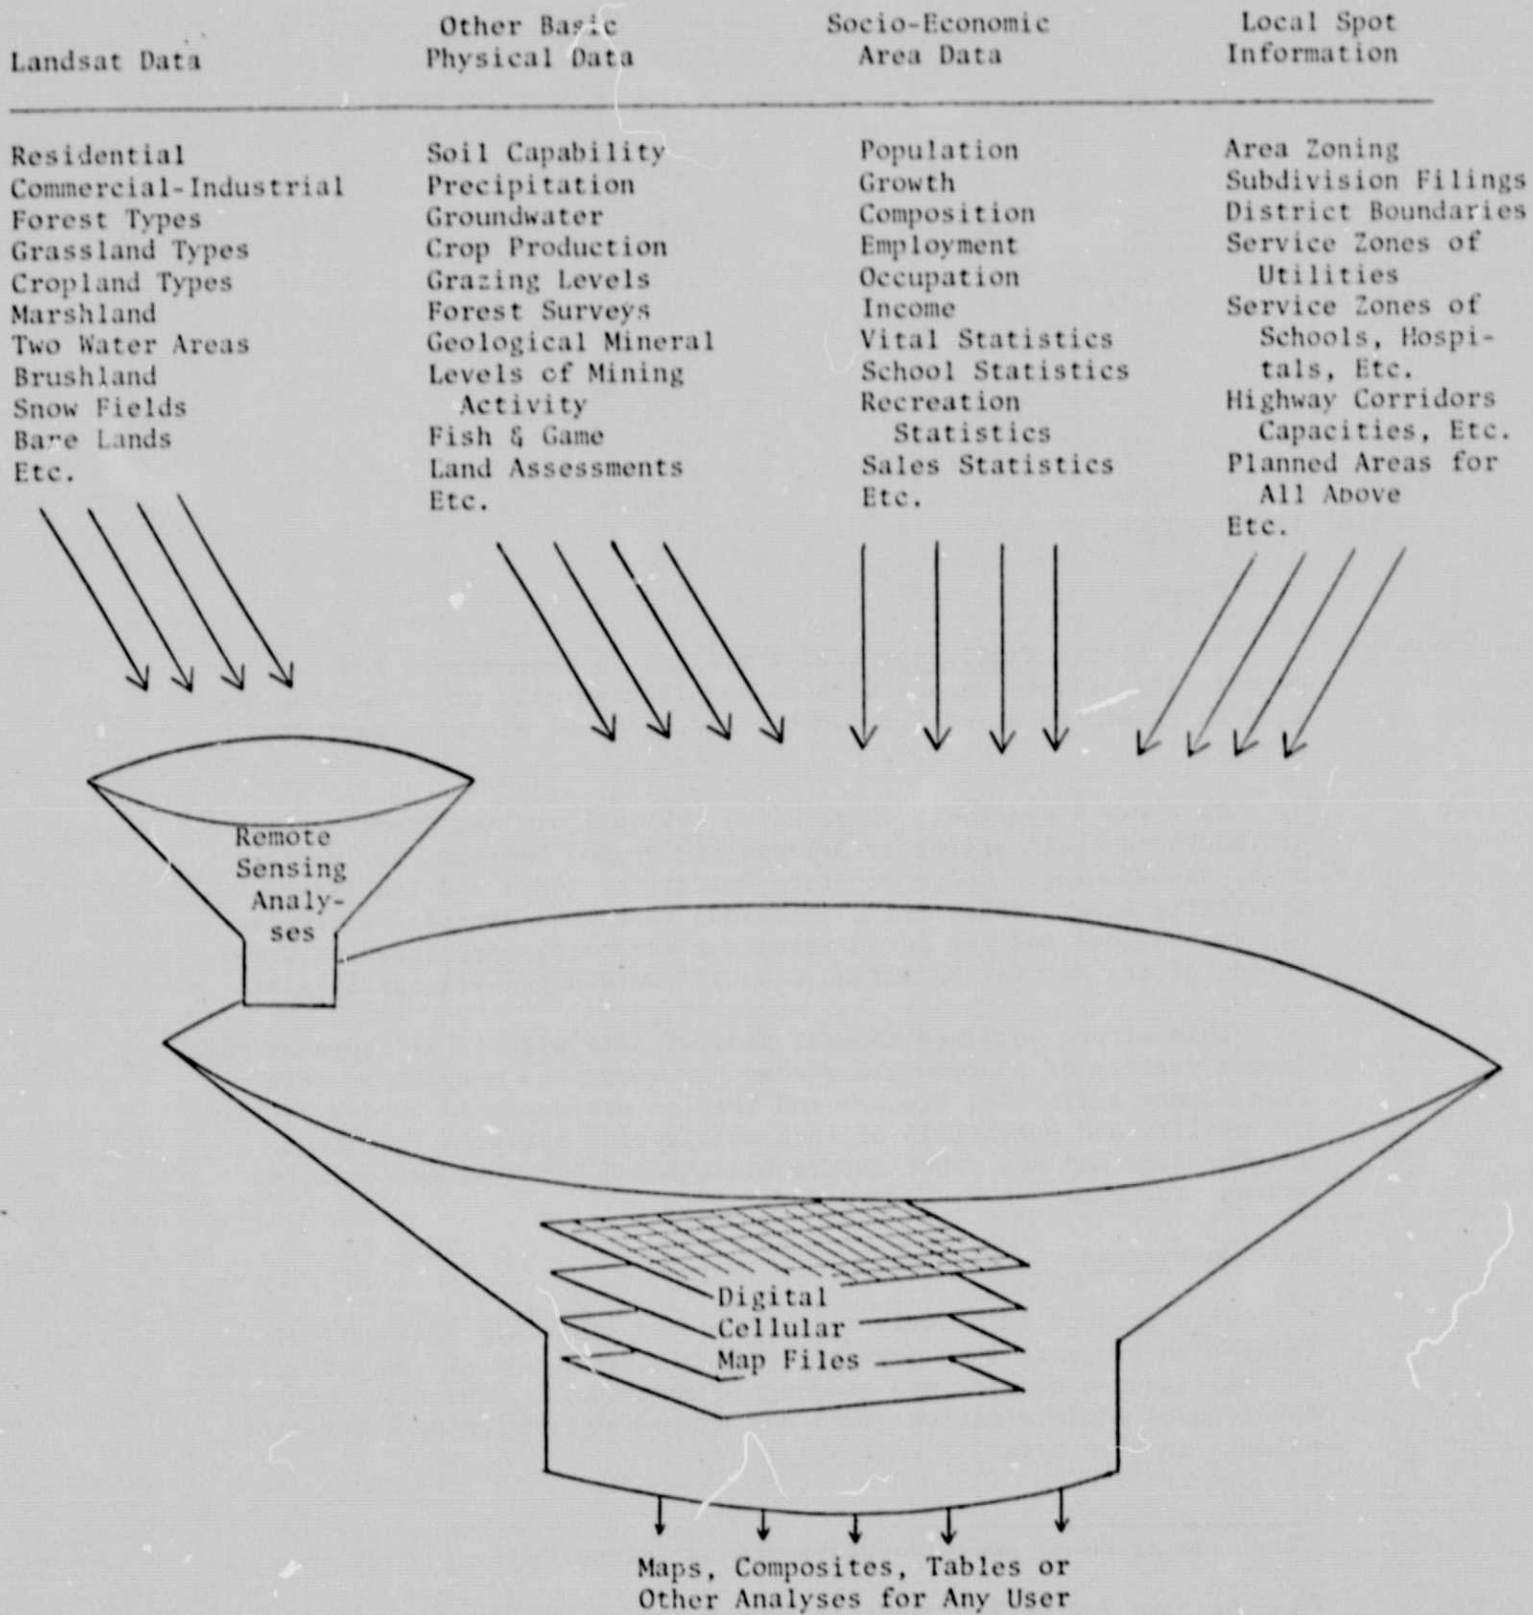 Landsat Data
Other Basic
Physical Data
Socio-Economic
Area Data
Local Spot
Information
Residential
Commercial-Industrial
Forest Types
Grassland Types
Cropland Types
Marshland
Two Water Areas
Brushland
Snow Fields
Bare Lands
Etc.
Soil Capability
Precipitation
Groundwater
Crop Production
Grazing Levels
Forest Surveys
Geological Mineral
Levels of Mining
Activity
Fish & Game
Land Assessments
Etc.
Population
Growth
Composition
Employment
Occupation
Income
Vital Statistics
School Statistics
Recreation
Statistics
Sales Statistics
Etc.
Area Zoning
Subdivision Filings
District Boundaries
Service Zones of
Utilities
Service Zones of
Schools, Hospi-
tals, Etc.
Highway Corridors
Capacities, Etc.
Planned Areas for
All Above
Etc.
Remote
Sensing
Analy-
ses
Digital
Cellular
Map Files
Maps, Composites, Tables or
Other Analyses for Any User